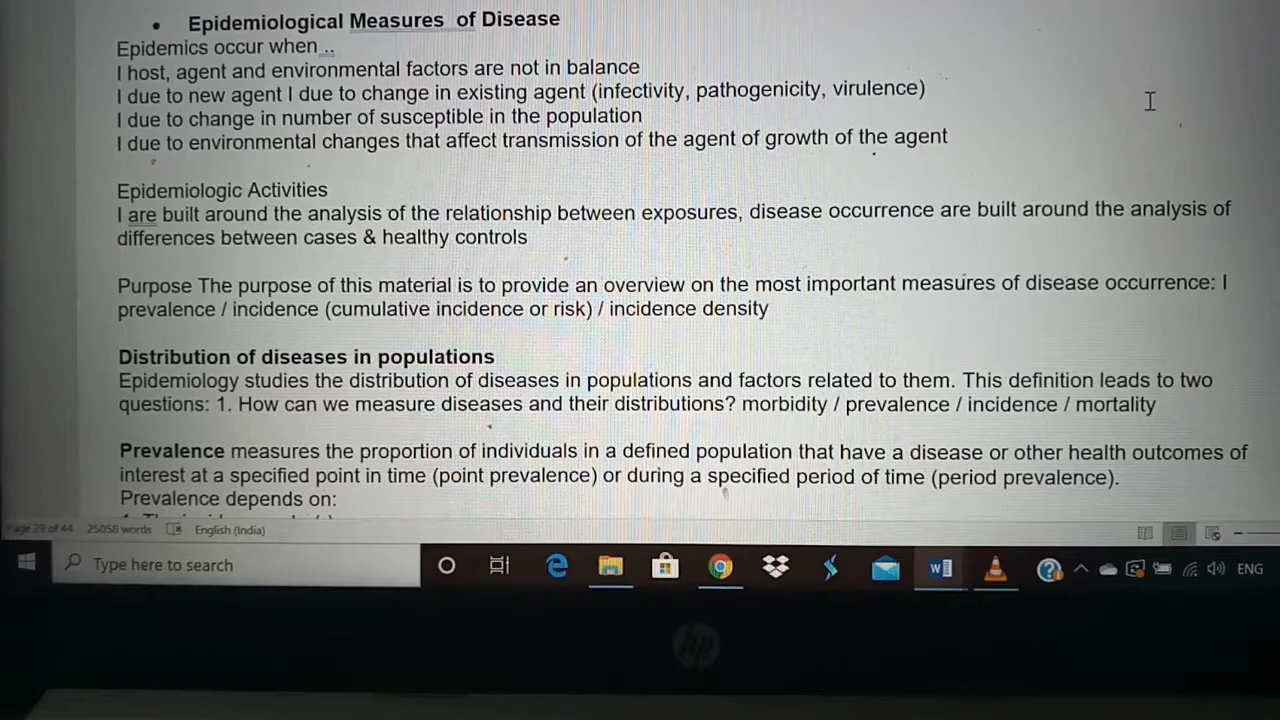 • Epidemiological Measures of Disease
Epidemics occur when ..
I host, agent and environmental factors are not in balance
I due to new agent I due to change in existing agent (infectivity, pathogenicity, virulence)
I due to change in number of susceptible in the population
I due to environmental changes that affect transmission of the agent of growth of the agent
Epidemiologic Activities
I are built around the analysis of the relationship between exposures, disease occurrence are built around the analysis of
differences between cases & healthy controls
Purpose The purpose of this material is to provide an overview on the most important measures of disease occurrence: I
prevalence / incidence (cumulative incidence or risk) / incidence density
Distribution of diseases in populations
Epidemiology studies the distribution of diseases in populations and factors related to them. This definition leads to two
questions: 1. How can we measure diseases and their distributions? morbidity / prevalence / incidence / mortality
Prevalence measures the proportion of individuals in a defined population that have a disease or other health outcomes of
interest at a specified point in time (point prevalence) or during a specified period of time (period prevalence).
Prevalence depends on:
Page 29 of 44 25058 words English (India)
Type here to search ENG
hp